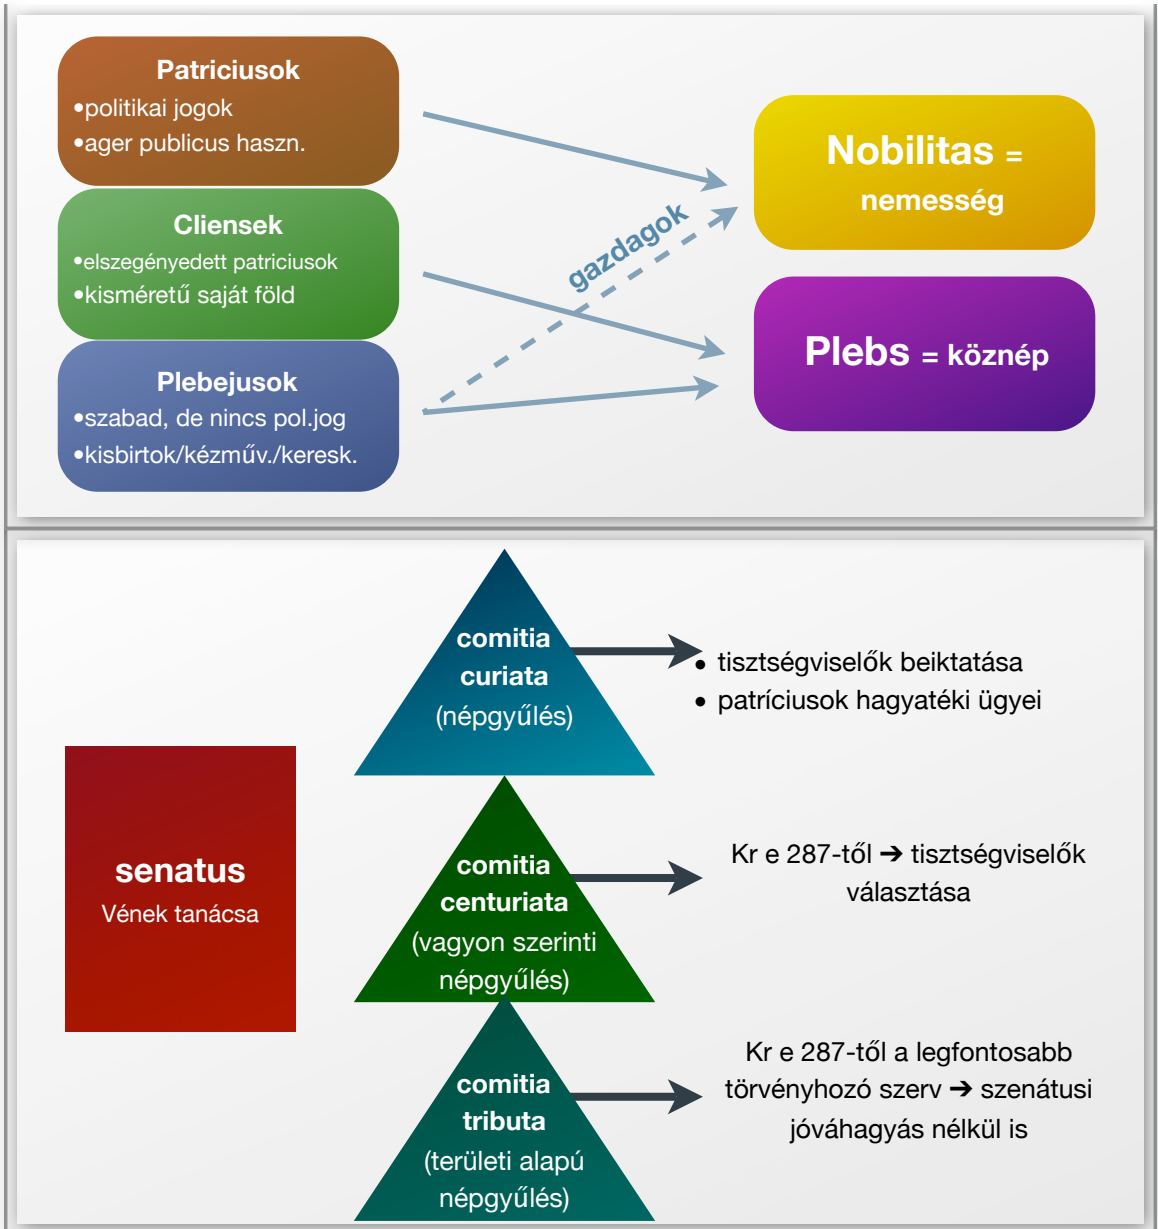 Patriciusok
•politikai jogok
•ager publicus haszn.
Cliensek
•elszegényedett patriciusok
•kisméretű saját föld
Plebejusok
•szabad, de nincs pol.jog
•kisbirtok/kézműv./keresk.
gazdagok
Nobilitas =
nemesség
Plebs = köznép
senatus
Vének tanácsa
comitia
curiata
(népgyűlés)
• tisztségviselők beiktatása
• patríciusok hagyatéki ügyei
comitia
centuriata
(vagyon szerinti
népgyűlés)
Kr e 287-től ➔ tisztségviselők
választása
comitia
tributa
(területi alapú
népgyűlés)
Kr e 287-től a legfontosabb
törvényhozó szerv ➔ szenátusi
jóváhagyás nélkül is